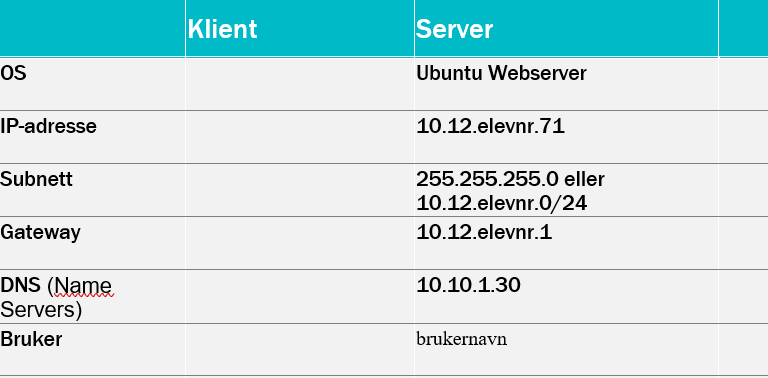 Klient Server
OS Ubuntu Webserver
IP-adresse 10.12.elevnr.71
Subnett 255.255.255.0 eller
10.12.elevnr.0/24
Gateway 10.12.elevnr.1
DNS (Name 10.10.1.30
Servers)
Bruker brukernavn